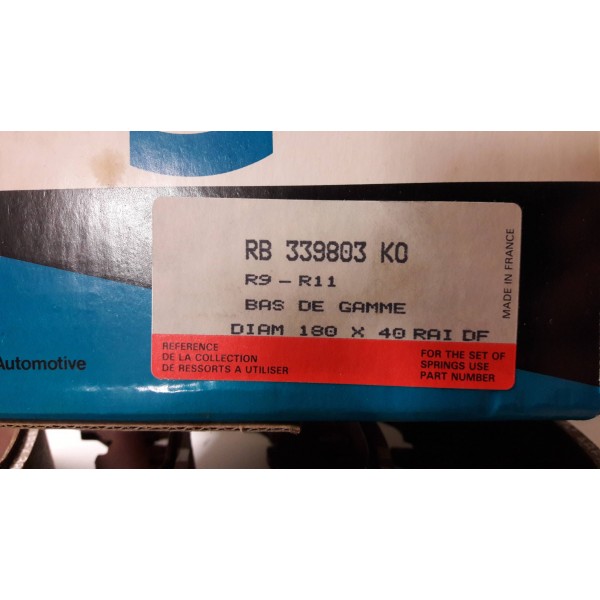 RB 339803 KO
R9 - R11
BAS DE GAMME
DIAM 180 X 40 RAI DF
MADE IN FRANCE
REFERENCE
DE LA COLLECTION
DE RESSORTS A UTILISER
FOR THE SET OF
SPRINGS USE
PART NUMBER
Automotive